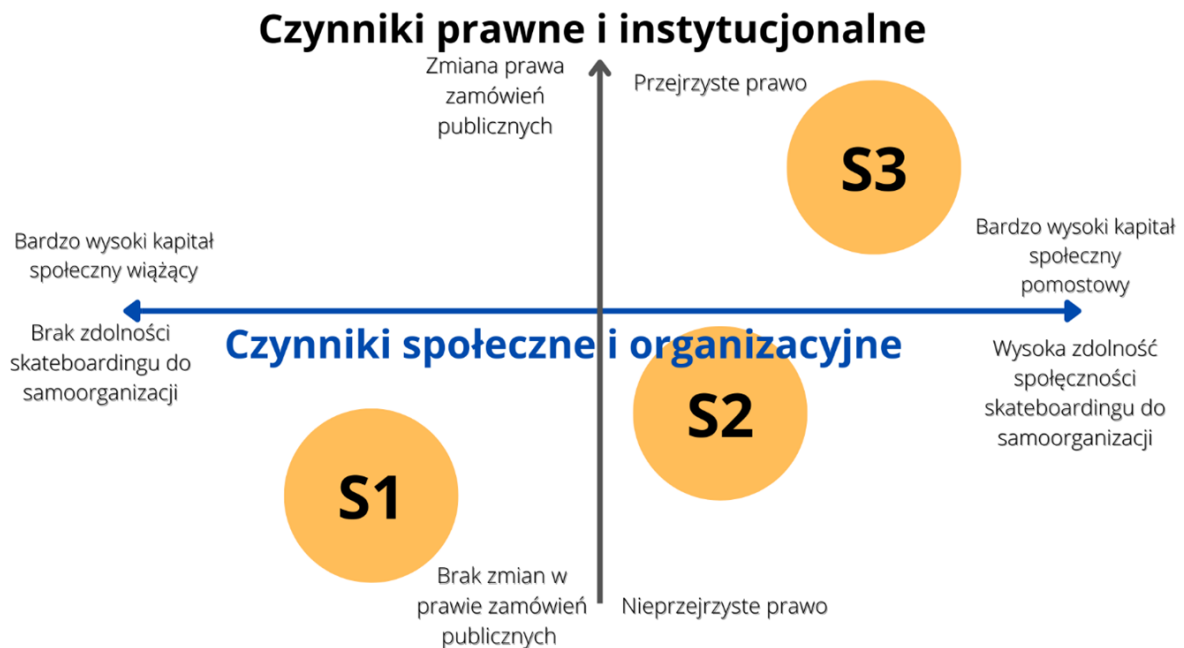 Czynniki prawne i instytucjonalne
Zmiana prawa
zamówień
publicznych
Przejrzyste prawo
S3
Bardzo wysoki kapitał
społeczny wiążący
Bardzo wysoki kapitał
społeczny
pomostowy
Brak zdolności
skateboardingu do
samoorganizacji
Czynniki społeczne i organizacyjne
Wysoka zdolność
społęczności
skateboardingu do
samoorganizacji
S2
S1
Brak zmian w
prawie zamówień
publicznych
Nieprzejrzyste prawo